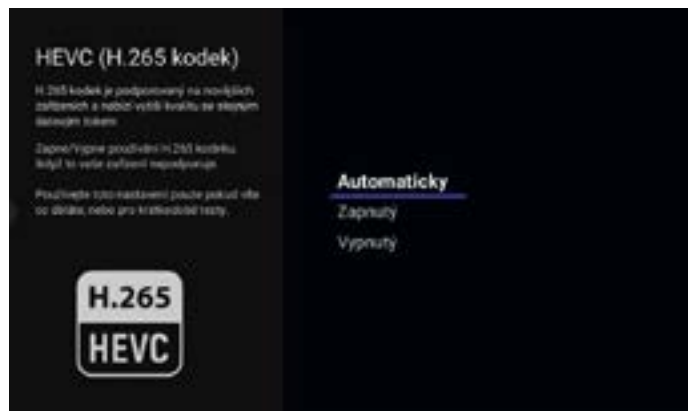 HEVC (H.265 kodek)
H.265 kodek je podporovaný na novějších
zařízeních a nabízí vyšší kvalitu se stejným
datovým tokem
Zapne/Vypne používání H.265 kodeku,
když to vaše zařízení nepodporuje
Používejte toto nastavení pouze pokud víte
co děláte, nebo pro krátkodobé testy.
Automaticky
Zapnutý
Vypnutý
H.265
HEVC